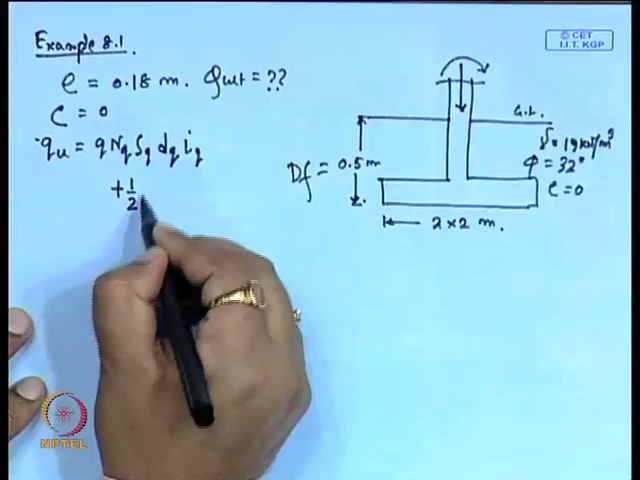 Example 8.1.
e = 0.18 m. Qult = ??
C = 0
qu = q Nq Sq dq iq
+ 1/2
© CET
I.I.T. KGP
G.L.
γ = 19 kN/m³
Df = 0.5 m
φ = 32°
C = 0
2 × 2 m.
NPTEL